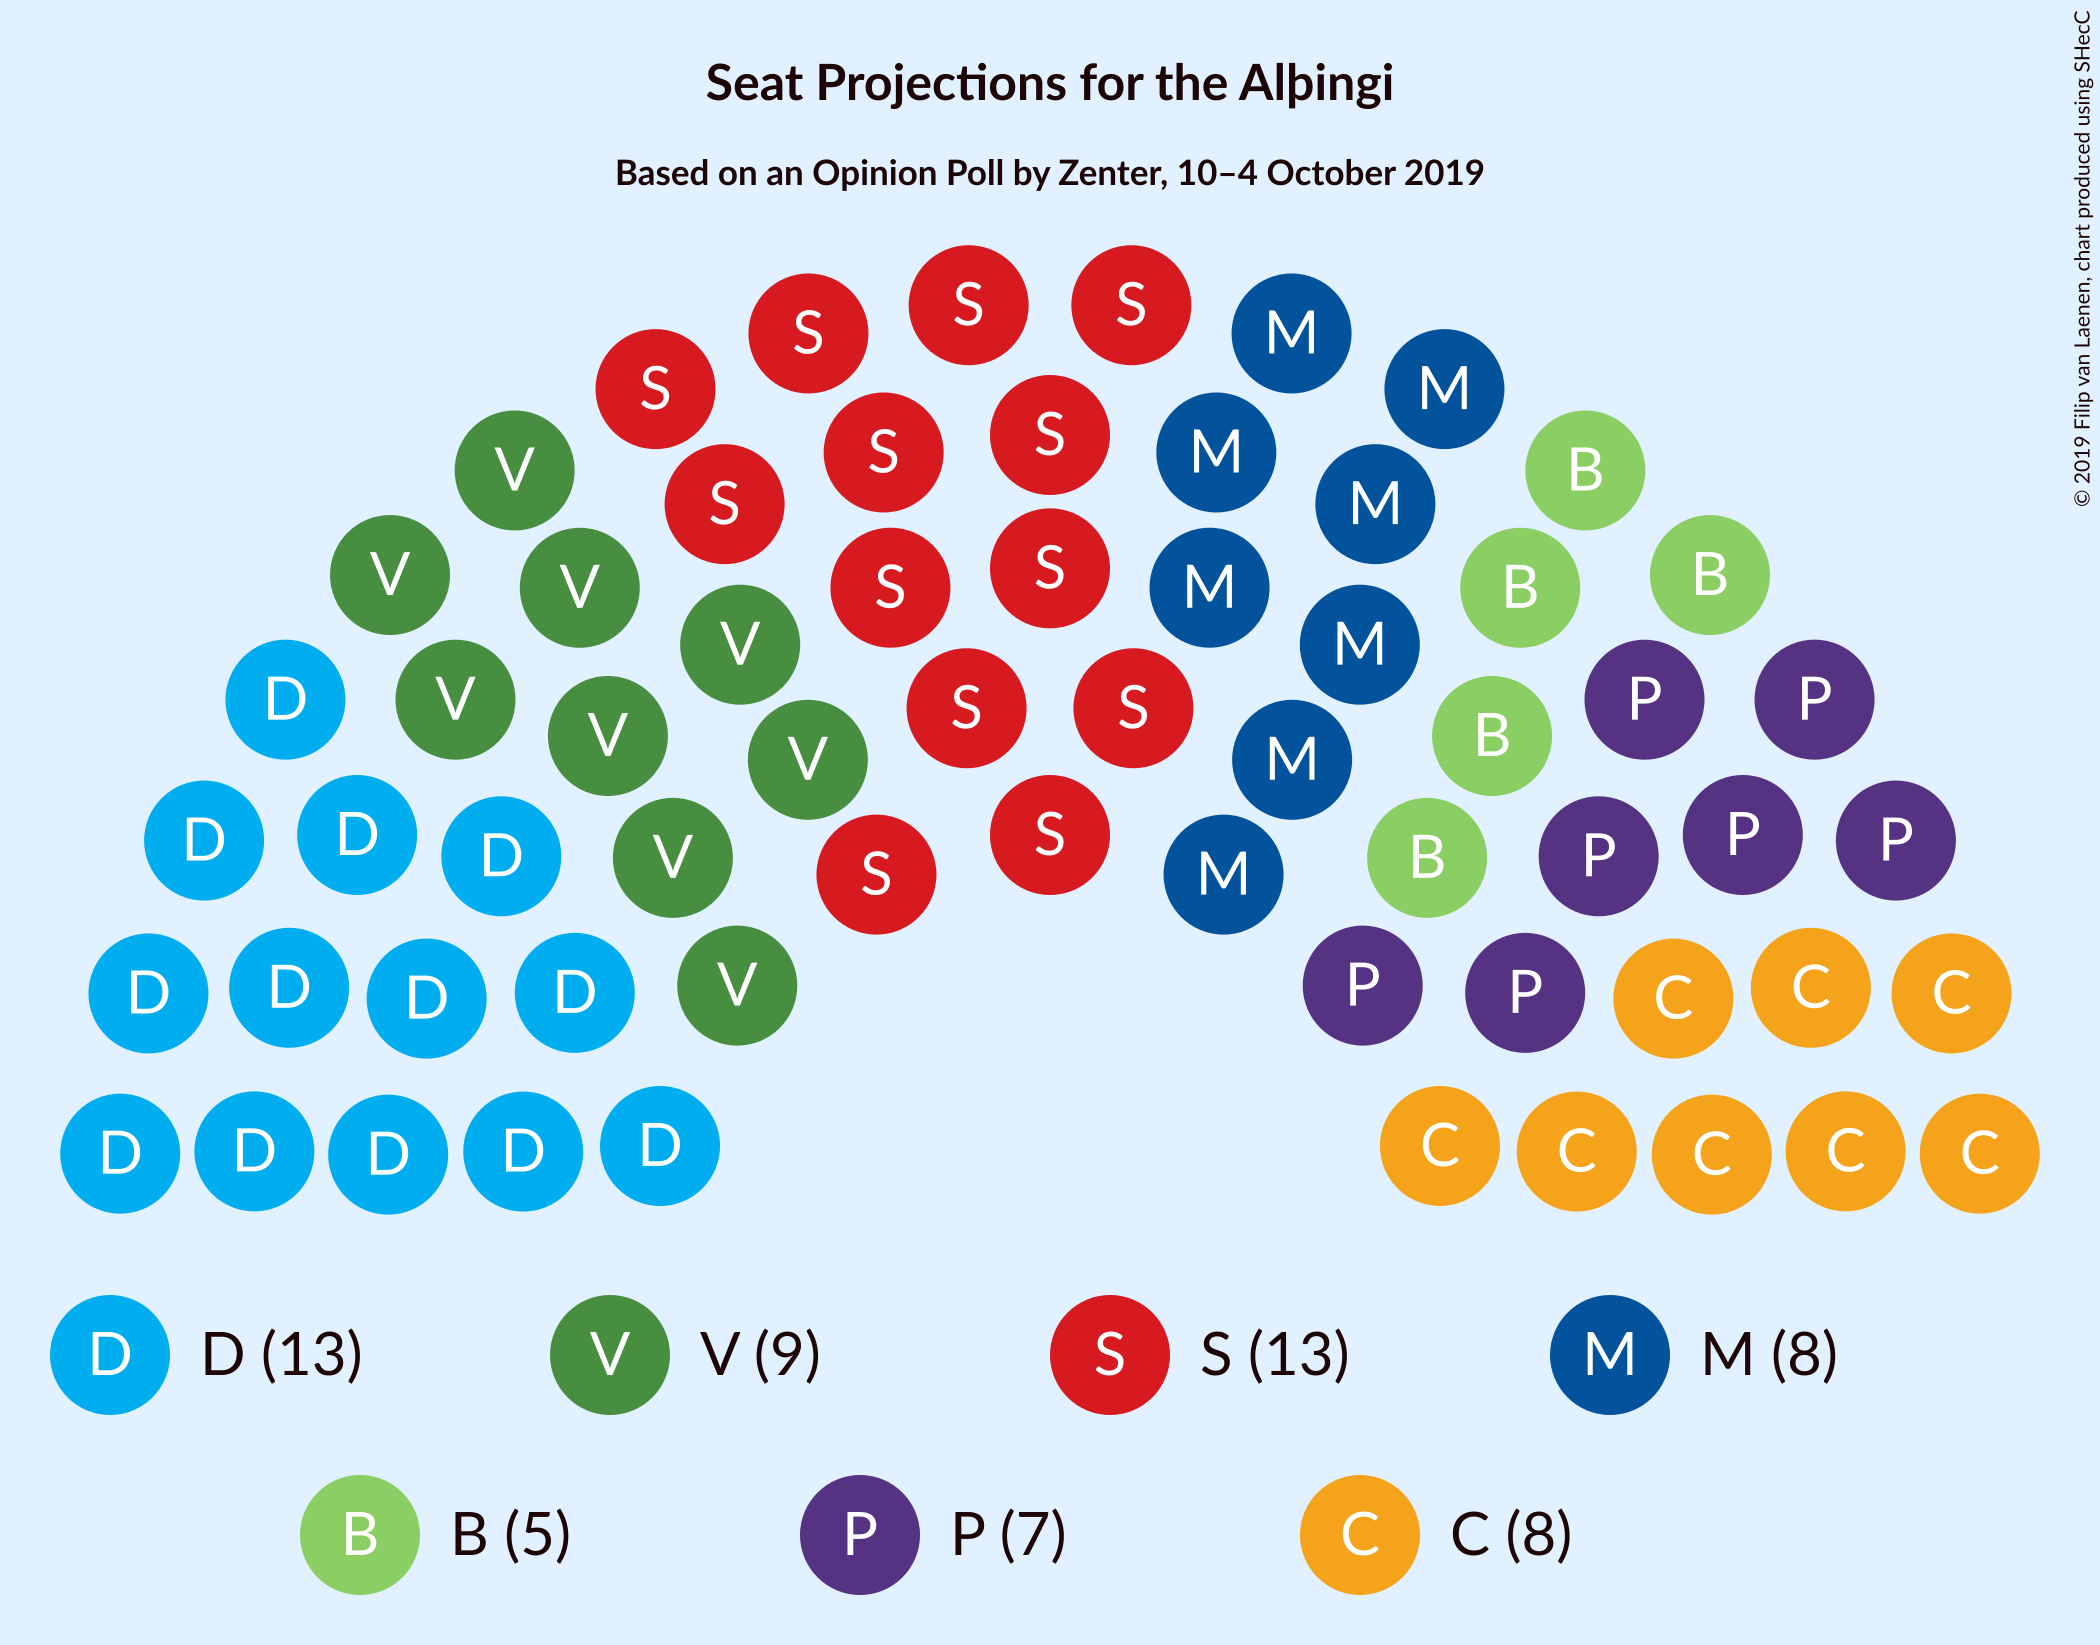 Seat Projections for the Alþingi
Based on an Opinion Poll by Zenter, 10–4 October 2019
© 2019 Filip van Laenen, chart produced using SHecC
S S
S M
S M
S
S M
V B
S M
S
V B
V S M B
V M
D V P P
S S
V B
V M
D D P P
S
D V B P
S M
V P
D D D D P C C C
D D D D D C C C C C
D D (13) V V (9) S S (13) M M (8)
B B (5) P P (7) C C (8)